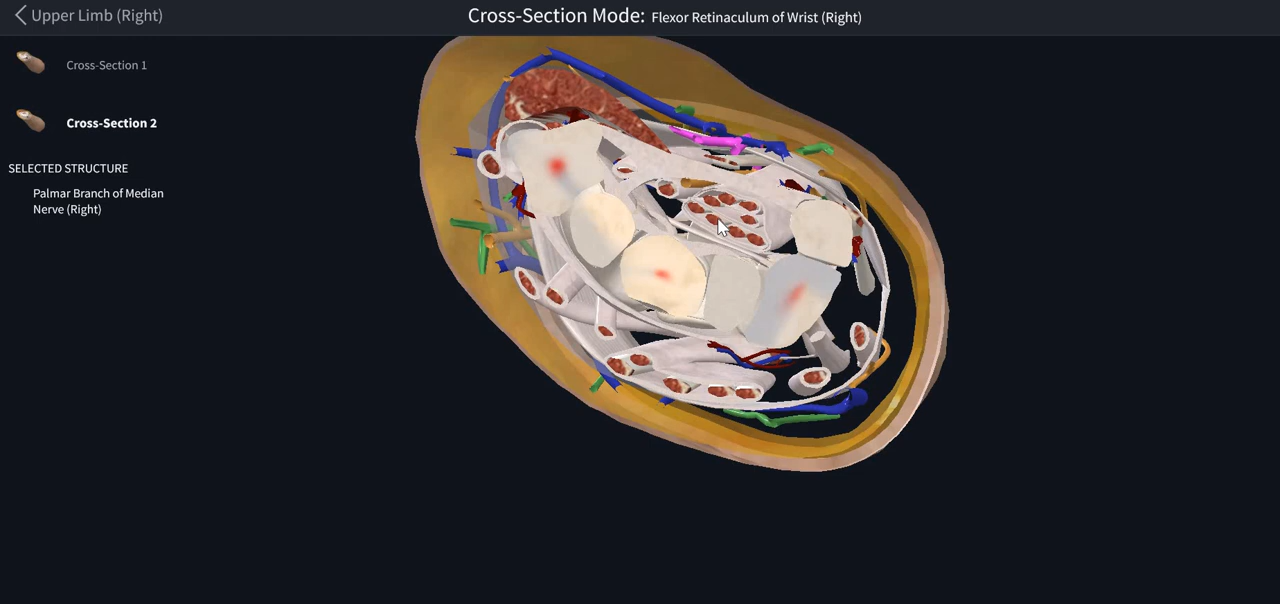 Upper Limb (Right)
Cross-Section Mode: Flexor Retinaculum of Wrist (Right)
Cross-Section 1
Cross-Section 2
SELECTED STRUCTURE
Palmar Branch of Median
Nerve (Right)